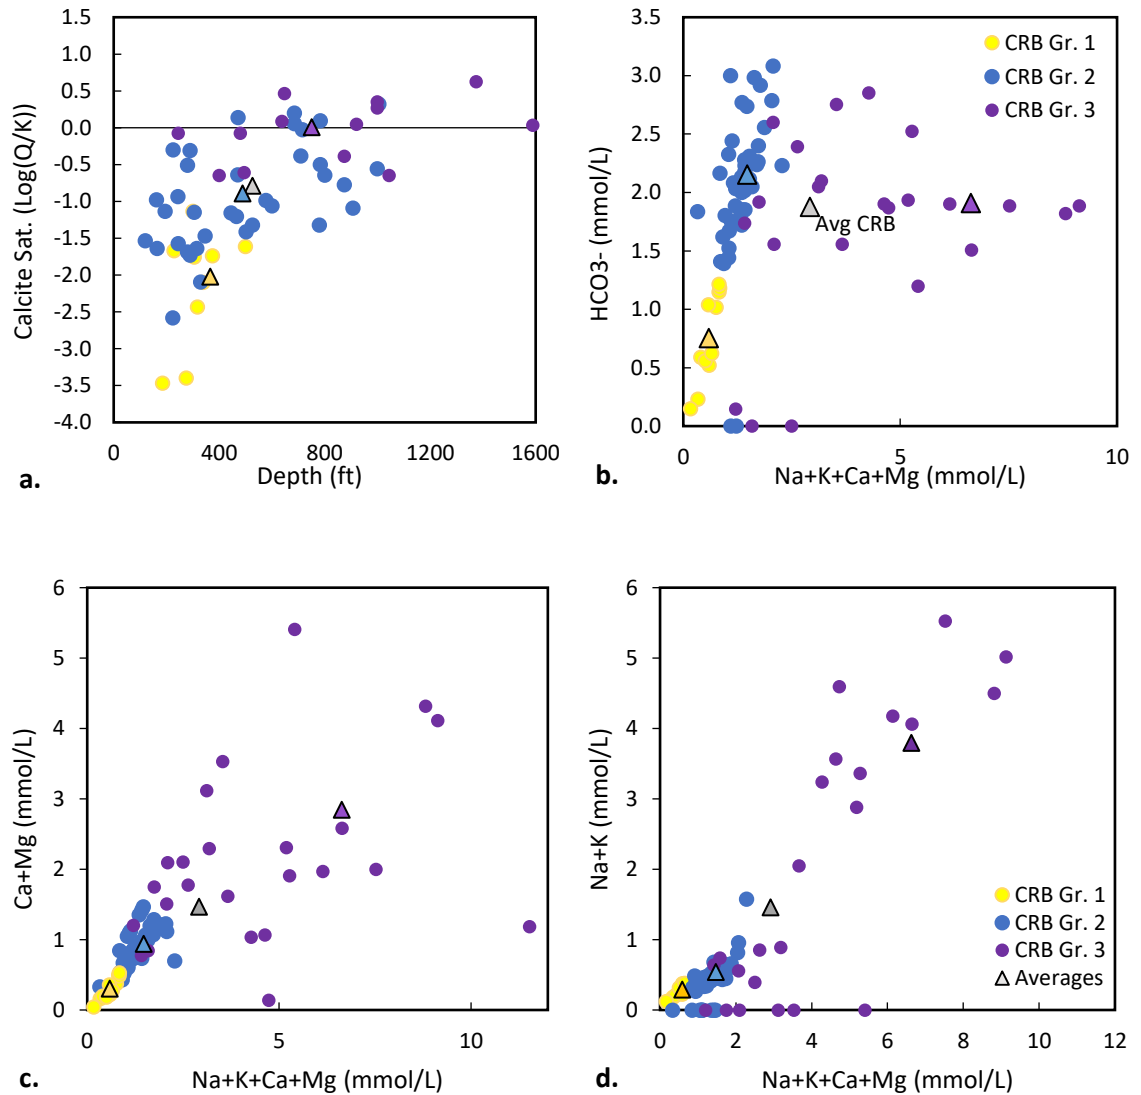 1.5
1.0
0.5
0.0
-0.5
-1.0
-1.5
-2.0
-2.5
-3.0
-3.5
-4.0
Calcite Sat. (Log(Q/K))
0 400 800 1200 1600
Depth (ft)
a.
3.5
3.0
2.5
2.0
1.5
1.0
0.5
0.0
HCO3- (mmol/L)
CRB Gr. 1
CRB Gr. 2
CRB Gr. 3
Avg CRB
0 5 10
Na+K+Ca+Mg (mmol/L)
b.
6
5
4
3
2
1
0
Ca+Mg (mmol/L)
0 5 10
Na+K+Ca+Mg (mmol/L)
c.
6
5
4
3
2
1
0
Na+K (mmol/L)
CRB Gr. 1
CRB Gr. 2
CRB Gr. 3
Averages
0 2 4 6 8 10 12
Na+K+Ca+Mg (mmol/L)
d.